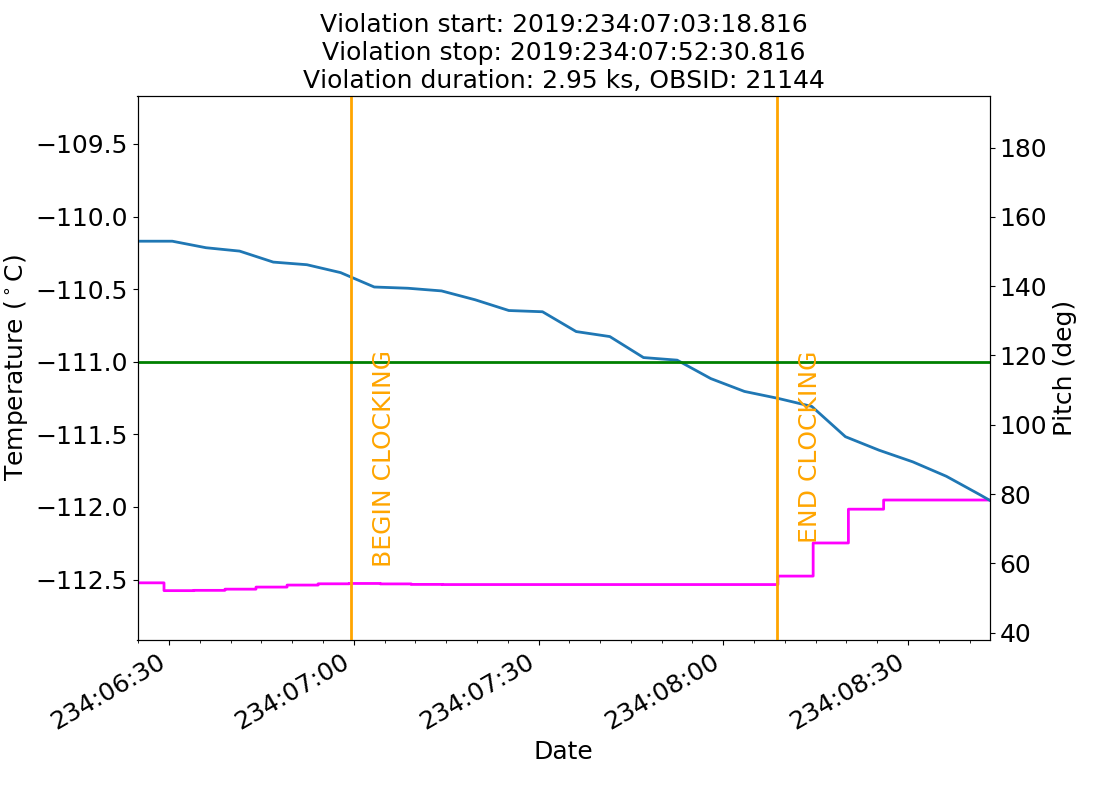 Violation start: 2019:234:07:03:18.816
Violation stop: 2019:234:07:52:30.816
Violation duration: 2.95 ks, OBSID: 21144
−109.5
−110.0
−110.5
−111.0
−111.5
−112.0
−112.5
Temperature (°C)
180
160
140
120
100
80
60
40
Pitch (deg)
BEGIN CLOCKING
END CLOCKING
234:06:30
234:07:00
234:07:30
234:08:00
234:08:30
Date